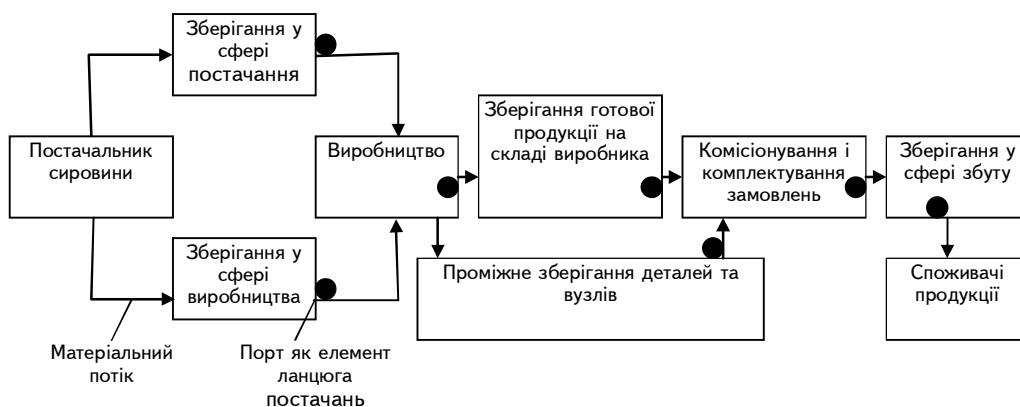 Зберігання у
сфері
постачання
Постачальник
сировини
Зберігання у
сфері
виробництва
Виробництво
Зберігання готової
продукції на
складі виробника
Комісіонування і
комплектування
замовлень
Зберігання у
сфері збуту
Проміжне зберігання деталей та
вузлів
Споживачі
продукції
Матеріальний
потік
Порт як елемент
ланцюга
постачань